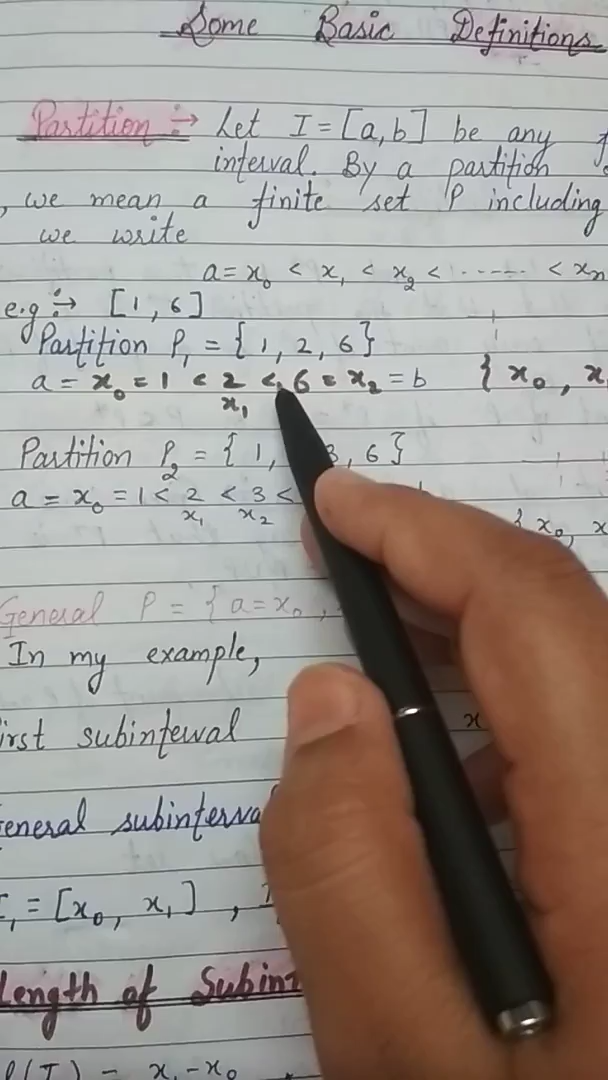 Some Basic Definitions
Partition :→ Let I = [a, b] be any
interval. By a partition
, we mean a finite set P including
we write
a = x₀ < x₁ < x₂ < ...... < xₙ
e.g :→ [1, 6]
Partition P₁ = {1, 2, 6}
a = x₀ = 1 < 2 < 6 = x₂ = b {x₀, x
x₁
Partition P₂ = {1, 3, 6}
a = x₀ = 1 < 2 < 3 <
x₁ x₂ {x₀, x
General P = {a = x₀,
In my example,
irst subinterval x
eneral subinterva
I₁ = [x₀, x₁] ,
Length of Subint
l(I) = x₁ - x₀